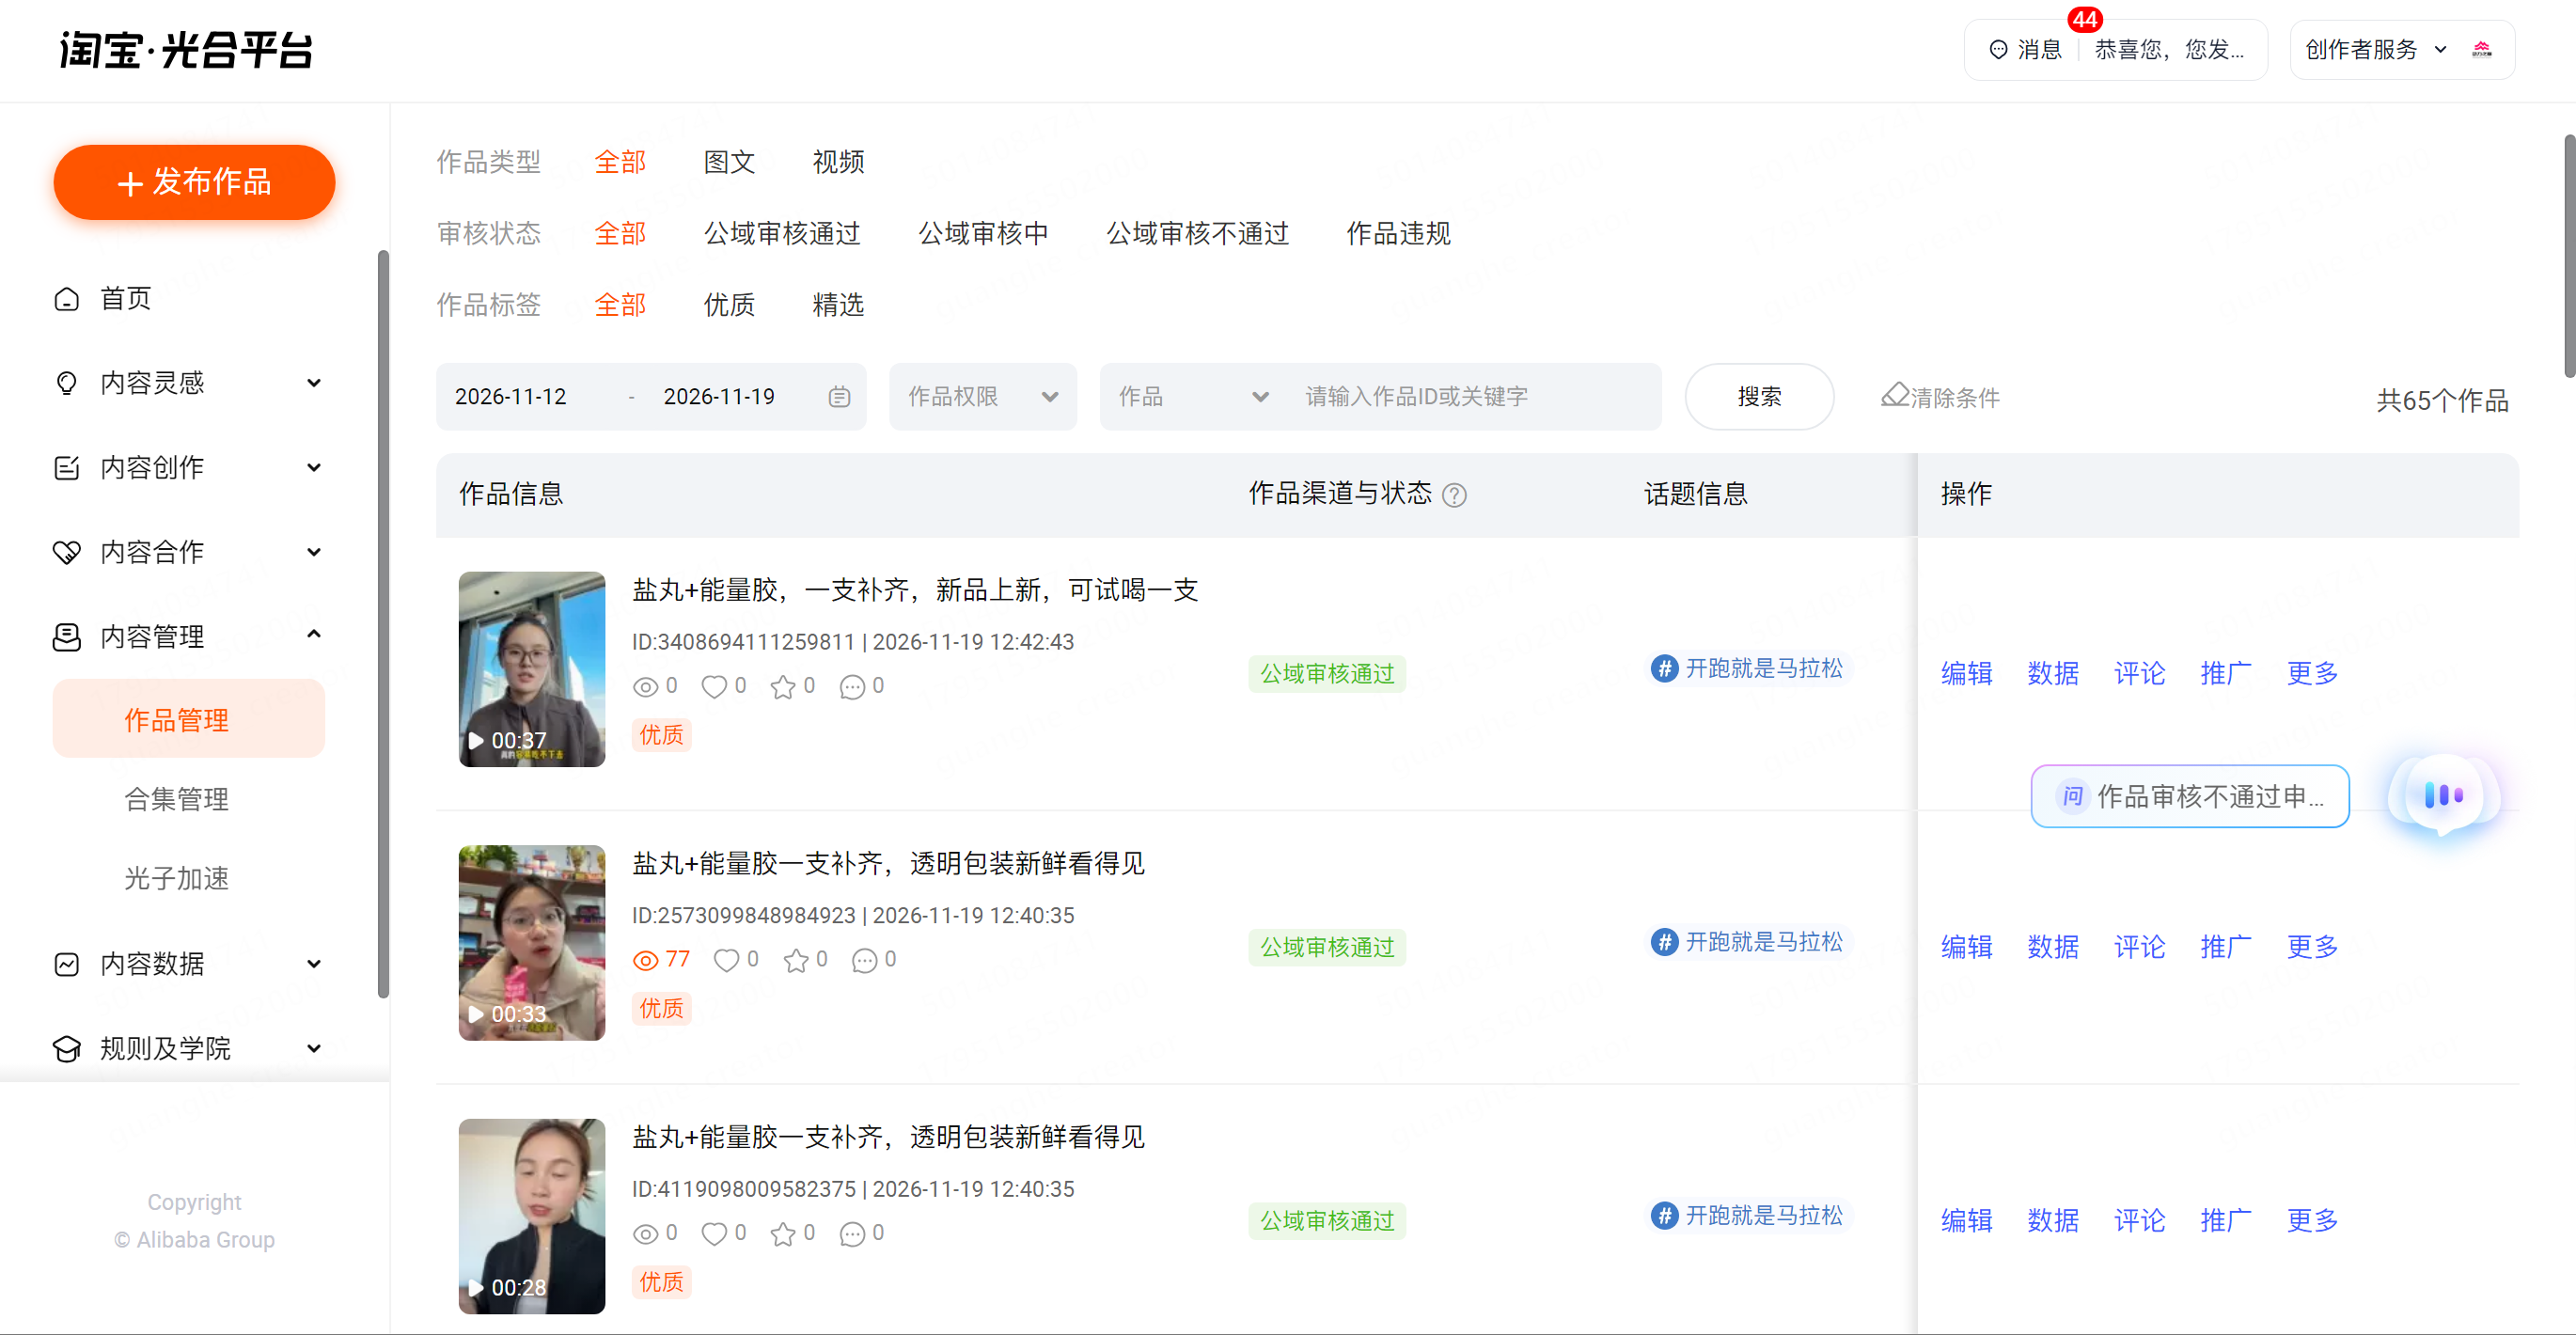 淘宝·光合平台
44
消息 恭喜您，您发...
创作者服务
发布作品
首页
内容灵感
内容创作
内容合作
内容管理
作品管理
合集管理
光子加速
内容数据
规则及学院
Copyright
© Alibaba Group
作品类型 全部 图文 视频
审核状态 全部 公域审核通过 公域审核中 公域审核不通过 作品违规
作品标签 全部 优质 精选
2026-11-12 - 2026-11-19 作品权限 作品 请输入作品ID或关键字 搜索 清除条件 共65个作品
作品信息 作品渠道与状态 ? 话题信息 操作
盐丸+能量胶，一支补齐，新品上新，可试喝一支
ID:3408694111259811 | 2026-11-19 12:42:43
0 0 0 0
优质
00:37
公域审核通过
# 开跑就是马拉松
编辑 数据 评论 推广 更多
问 作品审核不通过申...
盐丸+能量胶一支补齐，透明包装新鲜看得见
ID:2573099848984923 | 2026-11-19 12:40:35
77 0 0 0
优质
00:33
公域审核通过
# 开跑就是马拉松
编辑 数据 评论 推广 更多
盐丸+能量胶一支补齐，透明包装新鲜看得见
ID:4119098009582375 | 2026-11-19 12:40:35
0 0 0 0
优质
00:28
公域审核通过
# 开跑就是马拉松
编辑 数据 评论 推广 更多